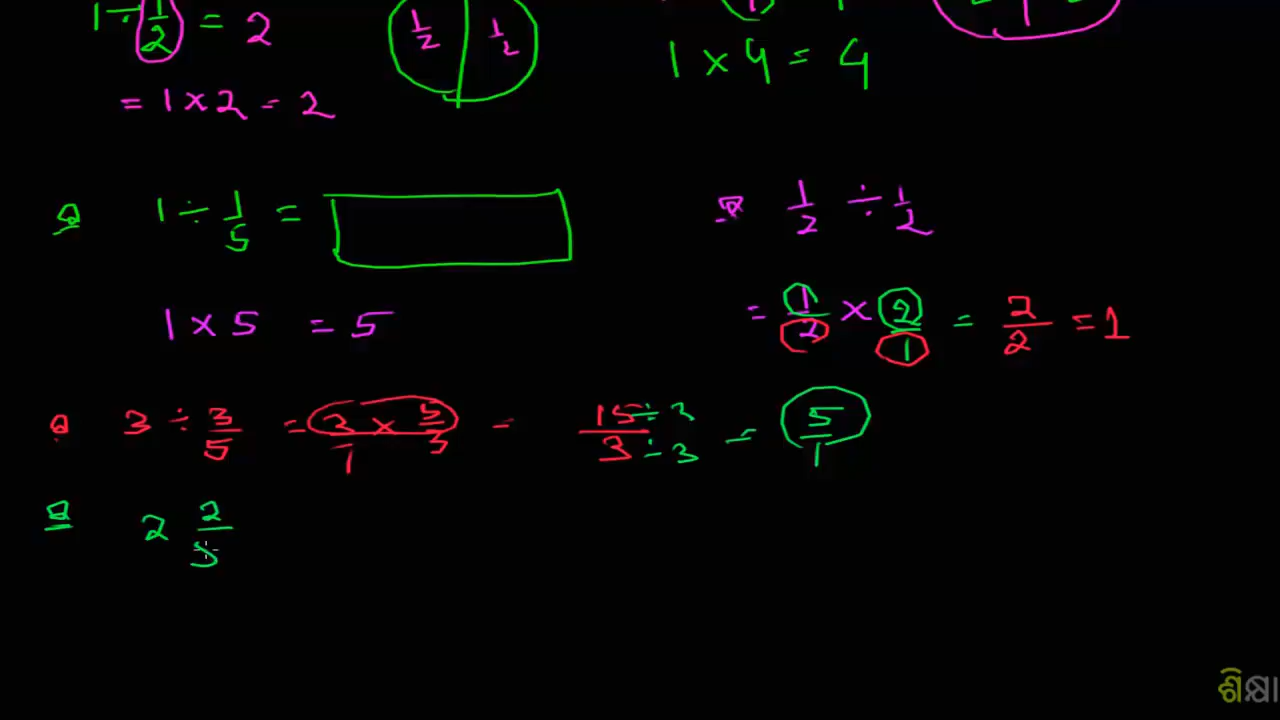 1 ÷ 1/2 = 2
1/2 1/2
1 × 4 = 4
= 1 × 2 = 2
Q 1 ÷ 1/5 =
1 × 5 = 5
Q 1/2 ÷ 1/2
= 1/2 × 2/1 = 2/2 = 1
Q 3 ÷ 3/5 = 3/1 × 5/3 = 15 ÷ 3 / 3 ÷ 3 = 5/1
Q 2 2/5
ଶିକ୍ଷା